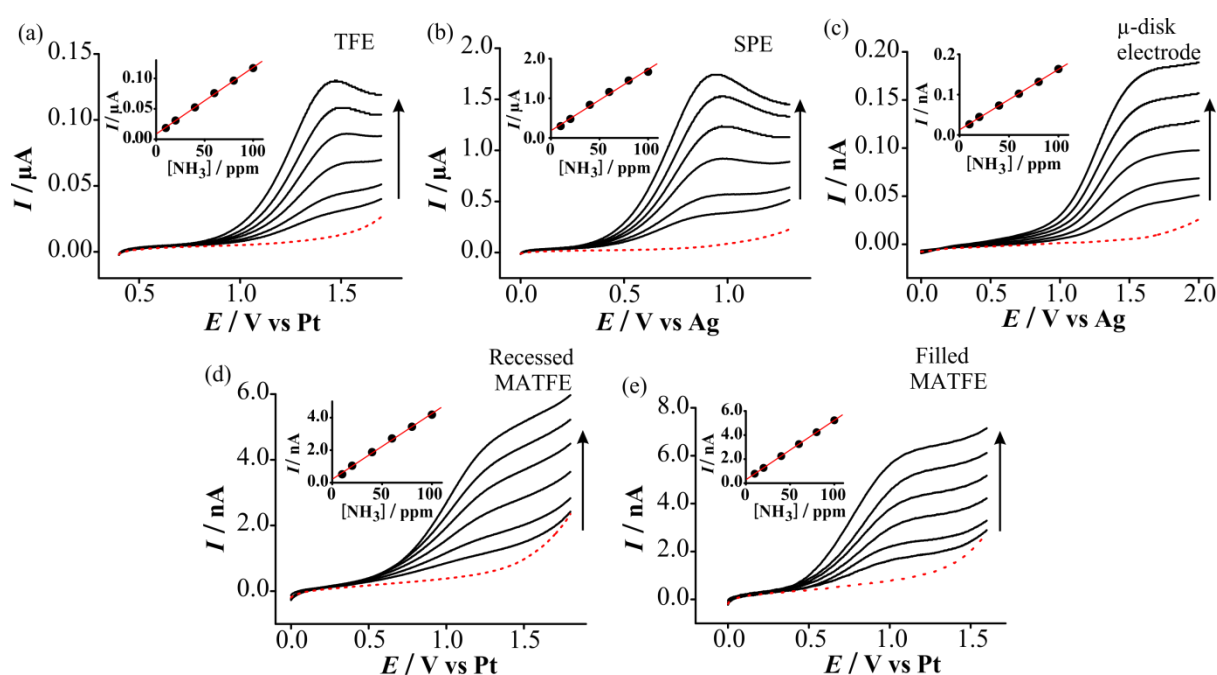 (a)
TFE
I / µA
0.15
0.10
0.05
0.00
0.5
1.0
1.5
E / V vs Pt
I / µA
0.10
0.05
0.00
0
50
100
[NH3] / ppm
(b)
SPE
I / µA
2.0
1.5
1.0
0.5
0.0
0.0
0.5
1.0
E / V vs Ag
I / µA
2.0
1.0
0.0
0
50
100
[NH3] / ppm
(c)
µ-disk
electrode
I / nA
0.20
0.15
0.10
0.05
0.00
0.0
0.5
1.0
1.5
2.0
E / V vs Ag
I / nA
0.2
0.1
0.0
0
50
100
[NH3] / ppm
(d)
Recessed
MATFE
I / nA
6.0
4.0
2.0
0.0
0.0
0.5
1.0
1.5
E / V vs Pt
I / nA
4.0
2.0
0.0
0
50
100
[NH3] / ppm
(e)
Filled
MATFE
I / nA
8.0
6.0
4.0
2.0
0.0
0.0
0.5
1.0
1.5
E / V vs Pt
I / nA
6.0
4.0
2.0
0.0
0
50
100
[NH3] / ppm